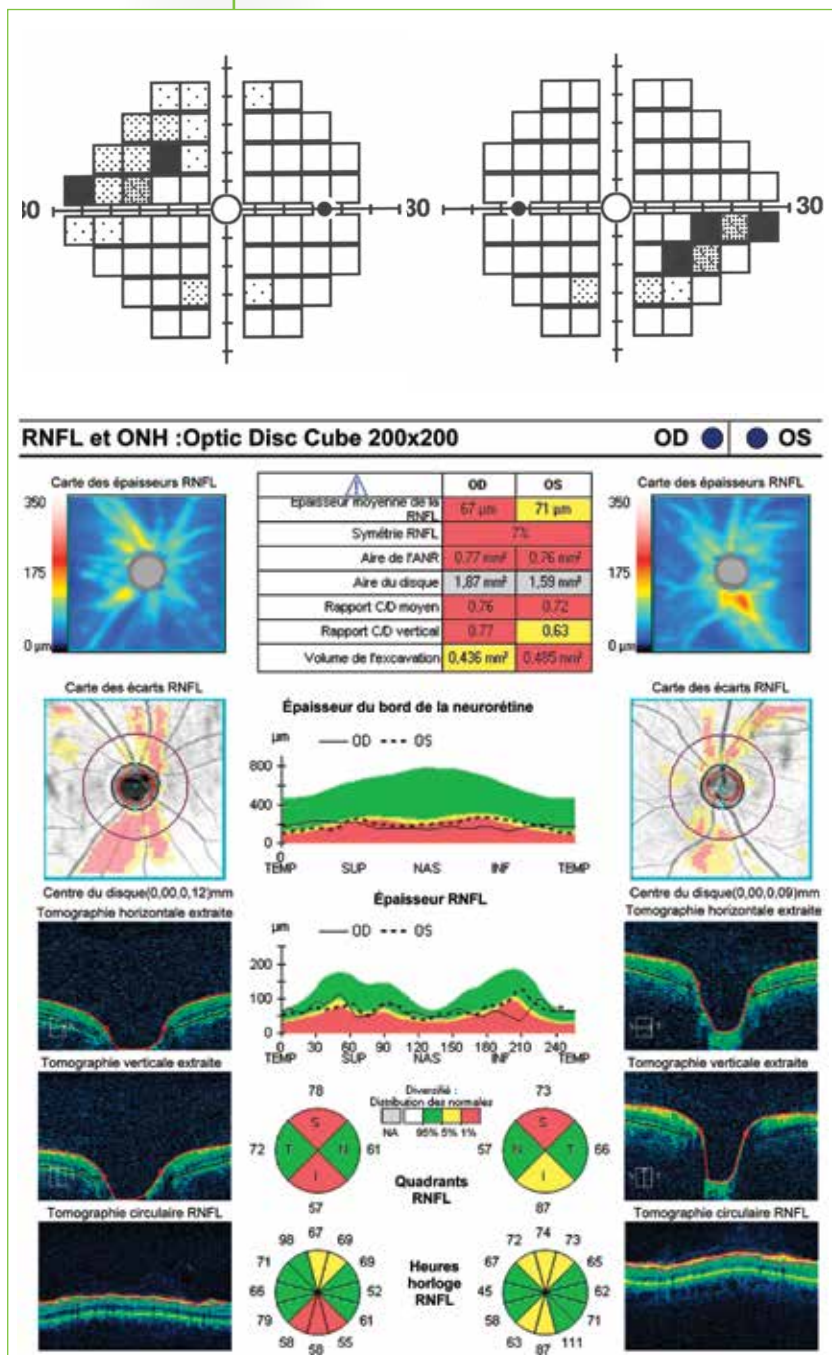 30
30
30
RNFL et ONH :Optic Disc Cube 200x200
OD OS
Carte des épaisseurs RNFL
350
175
0 µm
OD OS
Epaisseur moyenne de la RNFL 67 µm 71 µm
Symétrie RNFL 7%
Aire de l'ANR 0,77 mm² 0,76 mm²
Aire du disque 1,87 mm² 1,59 mm²
Rapport C/D moyen 0,76 0,72
Rapport C/D vertical 0,77 0,63
Volume de l'excavation 0,436 mm³ 0,485 mm³
Carte des épaisseurs RNFL
350
175
0 µm
Carte des écarts RNFL
Centre du disque(0,00,0,12)mm
Tomographie horizontale extraite
Tomographie verticale extraite
Tomographie circulaire RNFL
Épaisseur du bord de la neurorétine
µm OD OS
800
400
0
0
TEMP SUP NAS INF TEMP
Épaisseur RNFL
µm OD OS
200
100
0
0 30 60 90 120 150 180 210 240
TEMP SUP NAS INF TEMP
Diversifié :
Distribution des normales
NA 95% 5% 1%
78
72 S T N I 61
57
73
57 S N T I 66
87
Quadrants
RNFL
98 67 69
71 69
66 52
79 61
58 58 55
Heures
horloge
RNFL
72 74 73
67 65
45 62
58 71
63 87 111
Carte des écarts RNFL
Centre du disque(0,00,0,09)mm
Tomographie horizontale extraite
Tomographie verticale extraite
Tomographie circulaire RNFL